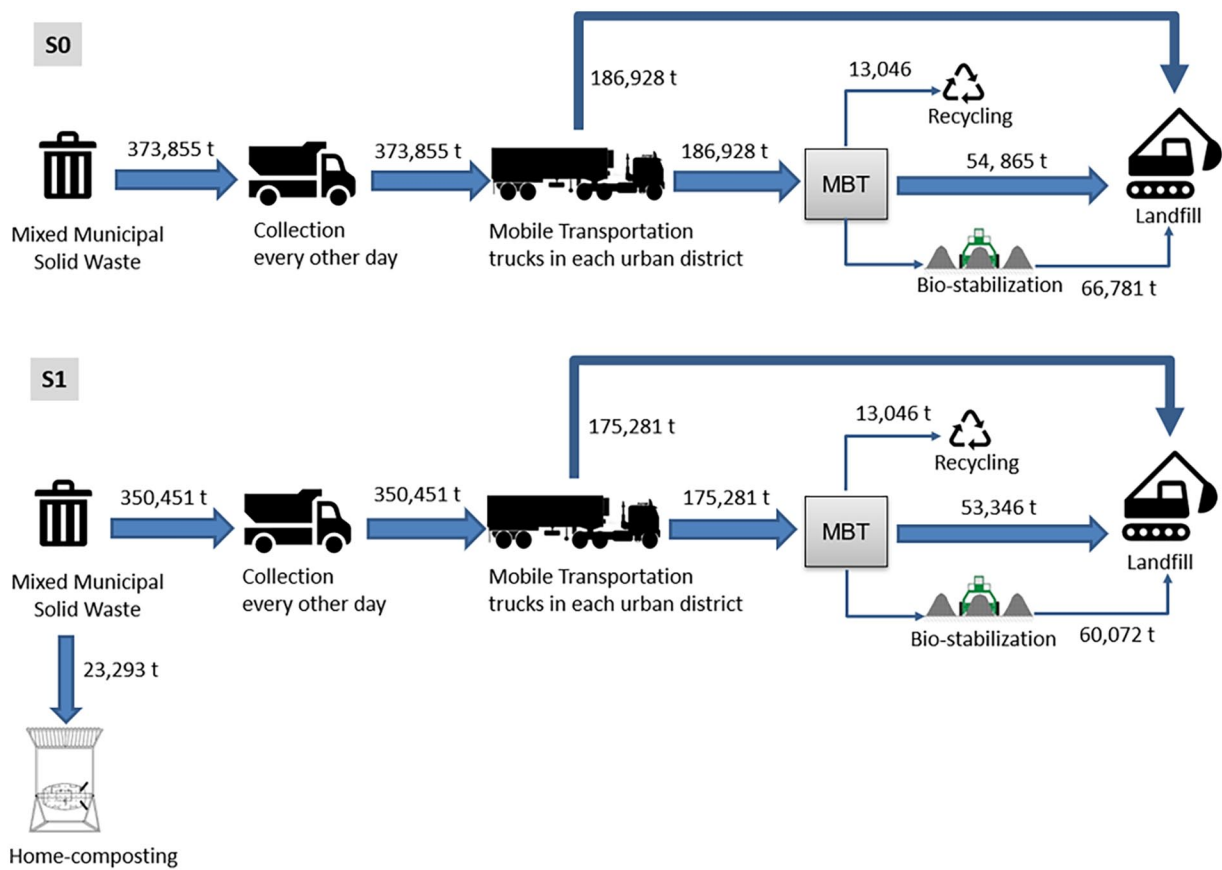 S0
186,928 t
13,046
Recycling
373,855 t
373,855 t
186,928 t
MBT
54, 865 t
Landfill
Mixed Municipal
Solid Waste
Collection
every other day
Mobile Transportation
trucks in each urban district
Bio-stabilization
66,781 t
S1
175,281 t
13,046 t
Recycling
350,451 t
350,451 t
175,281 t
MBT
53,346 t
Landfill
Mixed Municipal
Solid Waste
Collection
every other day
Mobile Transportation
trucks in each urban district
Bio-stabilization
60,072 t
23,293 t
Home-composting